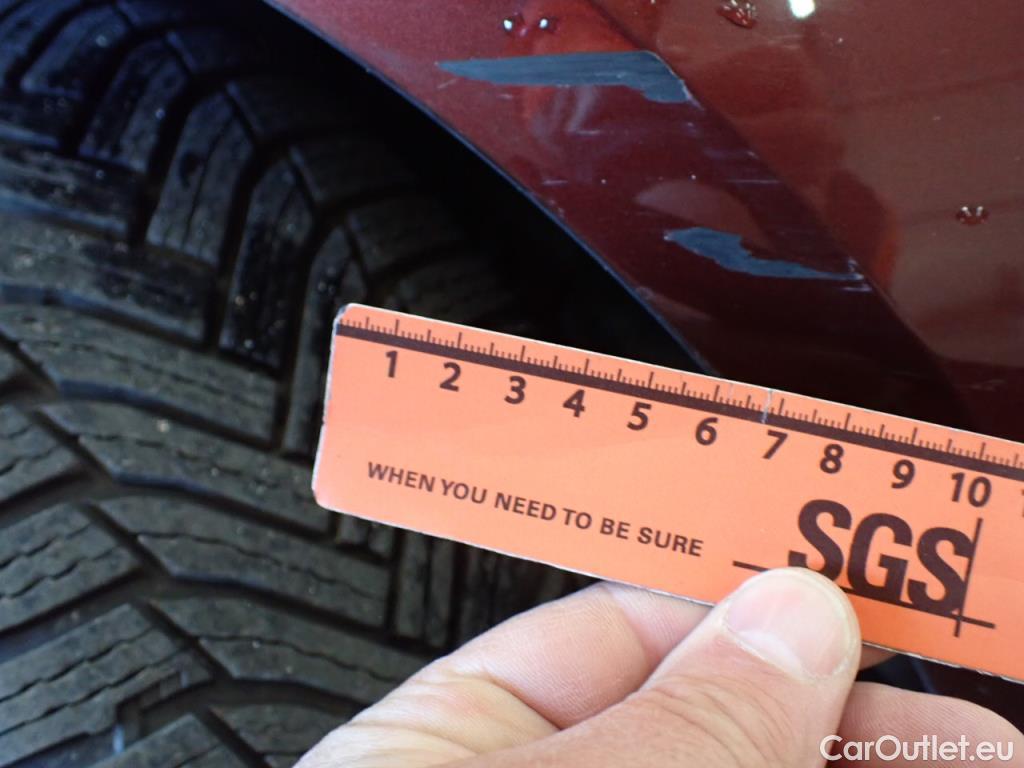 1 2 3 4 5 6 7 8 9 10
WHEN YOU NEED TO BE SURE
SGS
CarOutlet.eu